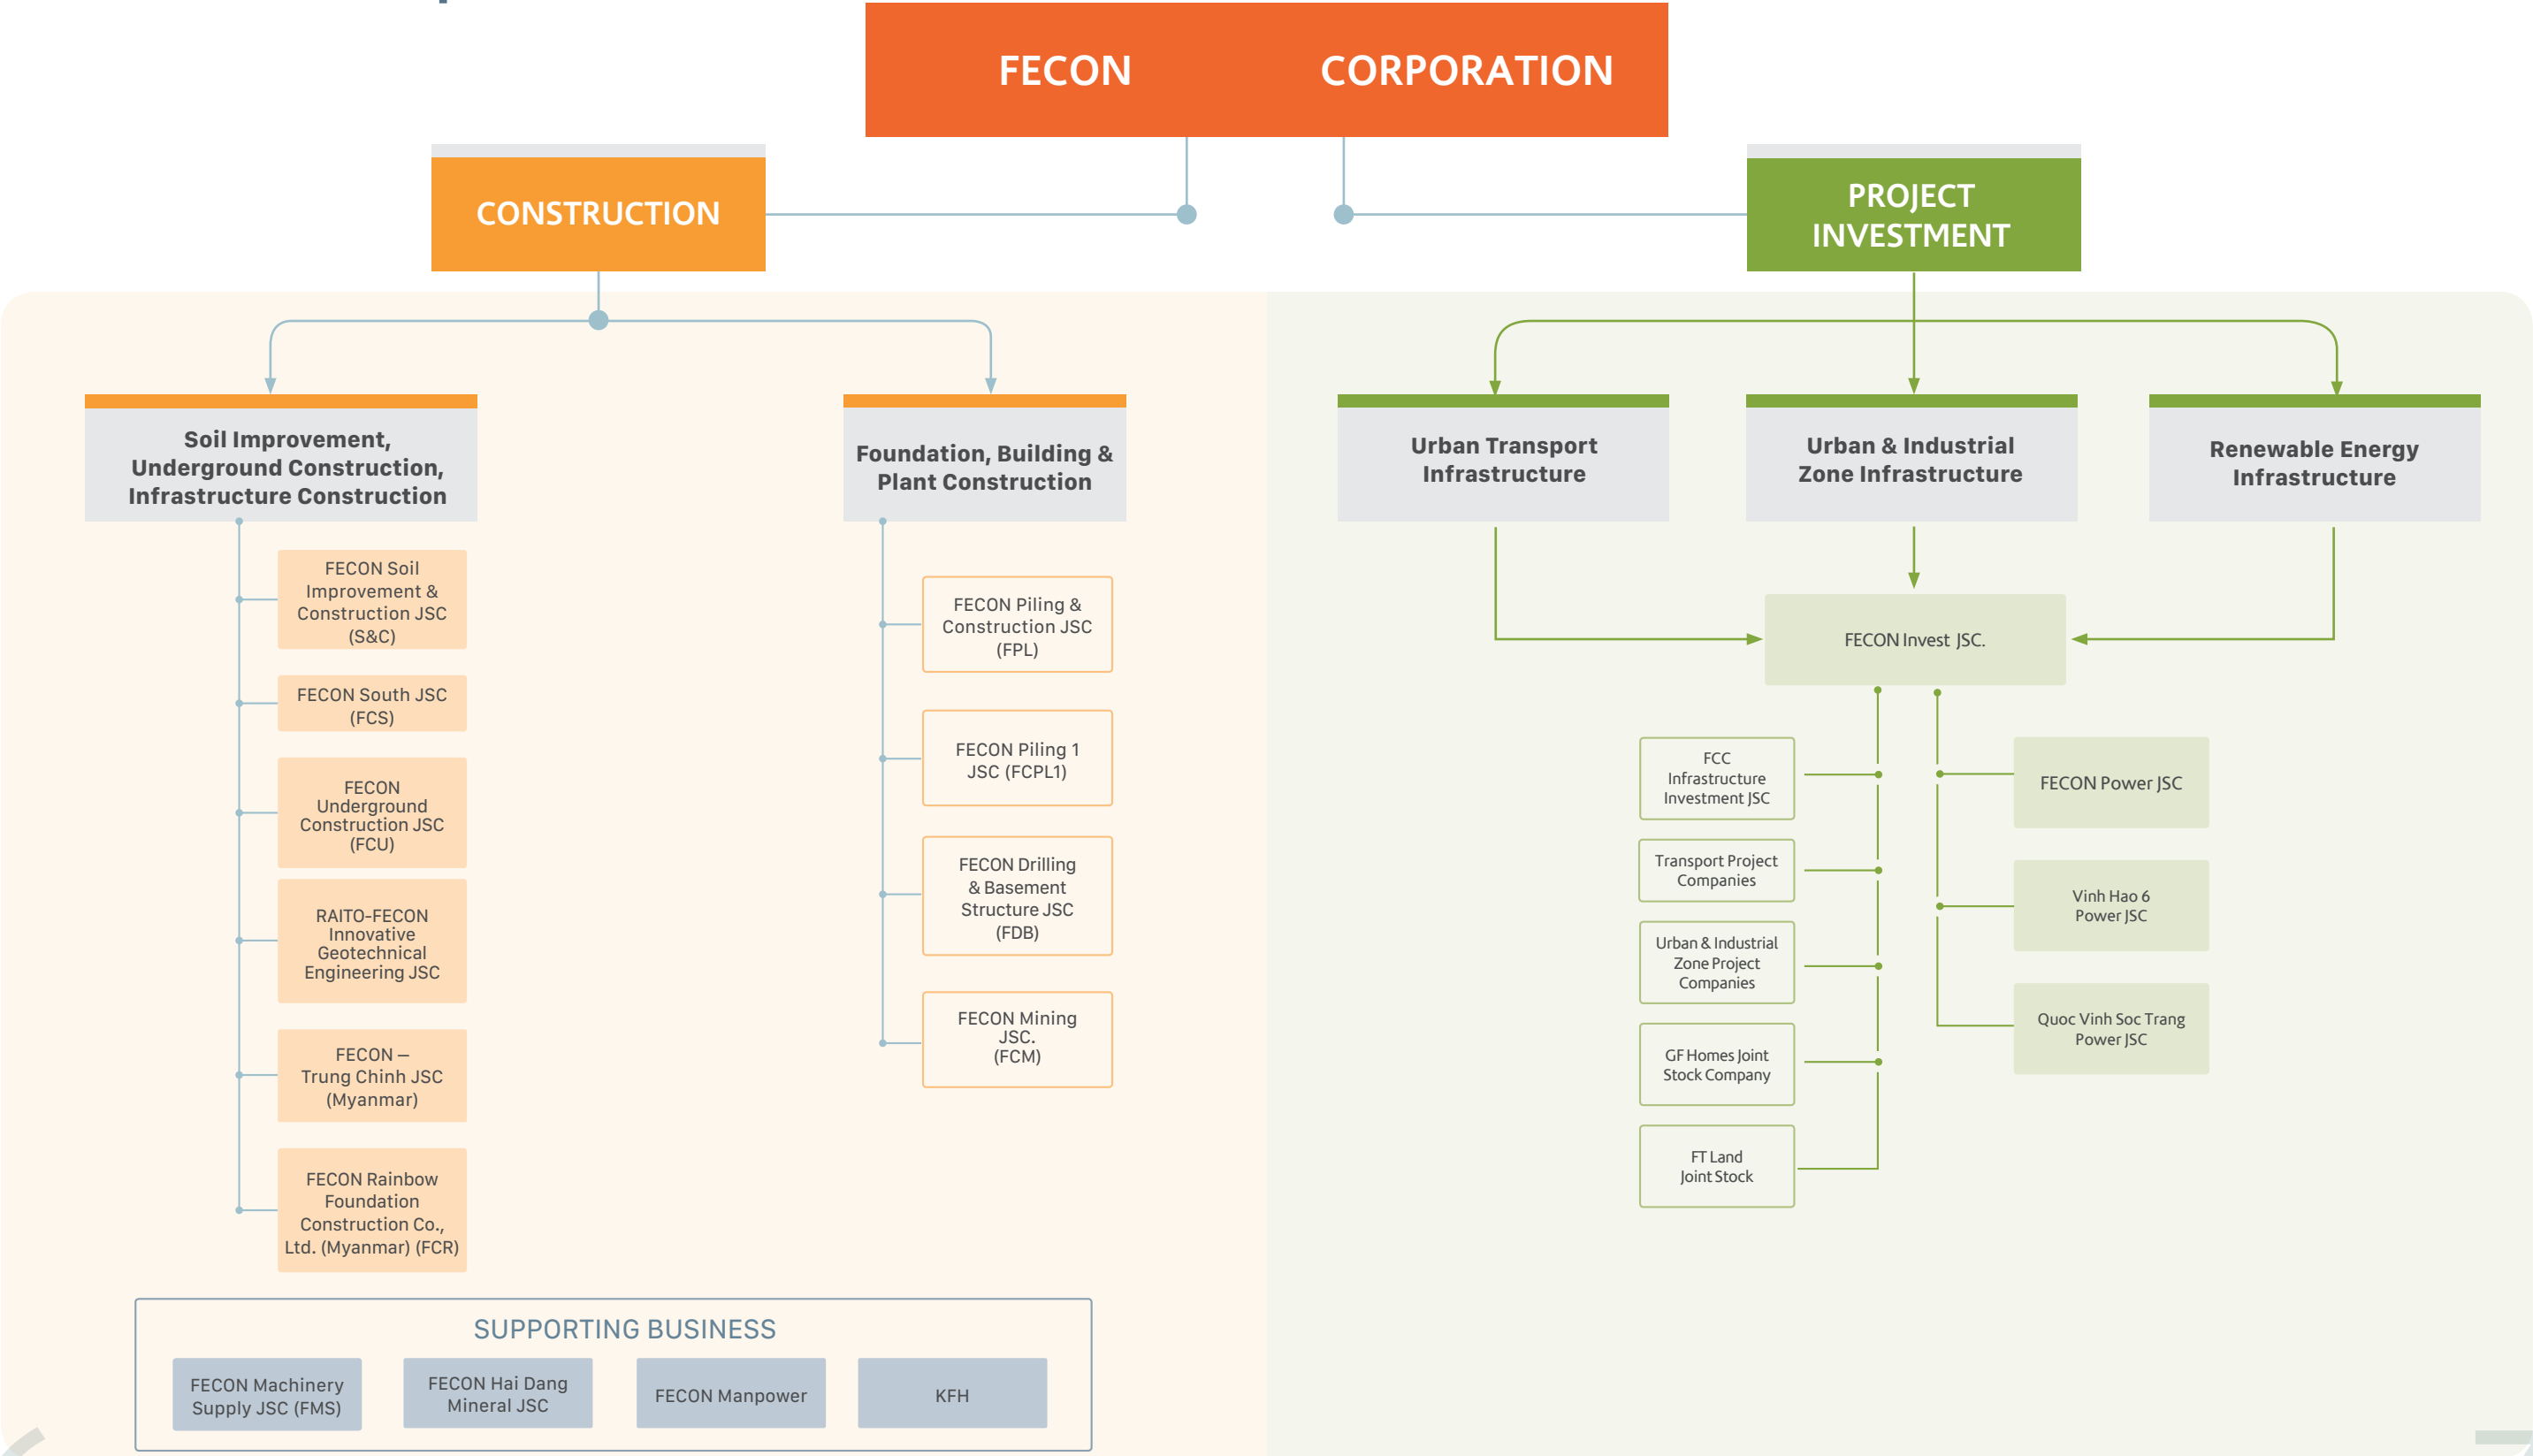 FECON CORPORATION
CONSTRUCTION
PROJECT
INVESTMENT
Soil Improvement,
Underground Construction,
Infrastructure Construction
Foundation, Building &
Plant Construction
Urban Transport
Infrastructure
Urban & Industrial
Zone Infrastructure
Renewable Energy
Infrastructure
FECON Soil
Improvement &
Construction JSC
(S&C)
FECON South JSC
(FCS)
FECON
Underground
Construction JSC
(FCU)
RAITO-FECON
Innovative
Geotechnical
Engineering JSC
FECON –
Trung Chinh JSC
(Myanmar)
FECON Rainbow
Foundation
Construction Co.,
Ltd. (Myanmar) (FCR)
FECON Piling &
Construction JSC
(FPL)
FECON Piling 1
JSC (FCPL1)
FECON Drilling
& Basement
Structure JSC
(FDB)
FECON Mining
JSC.
(FCM)
FECON Invest JSC.
FCC
Infrastructure
Investment JSC
Transport Project
Companies
Urban & Industrial
Zone Project
Companies
GF Homes Joint
Stock Company
FT Land
Joint Stock
FECON Power JSC
Vinh Hao 6
Power JSC
Quoc Vinh Soc Trang
Power JSC
SUPPORTING BUSINESS
FECON Machinery
Supply JSC (FMS)
FECON Hai Dang
Mineral JSC
FECON Manpower
KFH